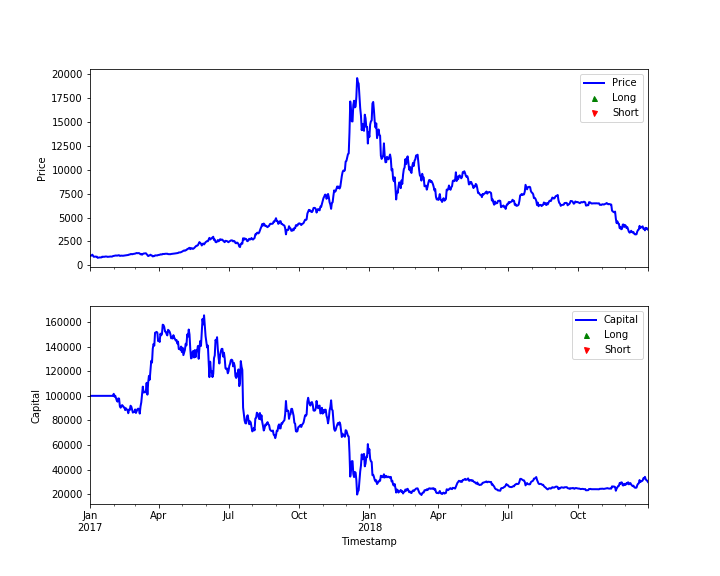 20000
17500
15000
12500
10000
7500
5000
2500
0
Price
Price
Long
Short
160000
140000
120000
100000
80000
60000
40000
20000
Capital
Capital
Long
Short
Jan Apr Jul Oct Jan Apr Jul Oct
2017 2018
Timestamp